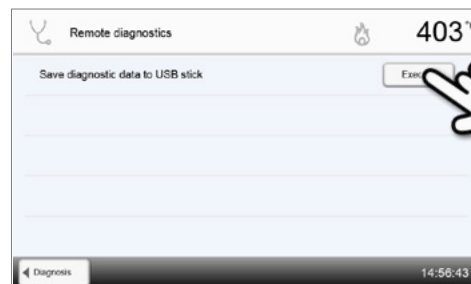 Remote diagnostics
403
Save diagnostic data to USB stick
Diagnosis
14:56:43